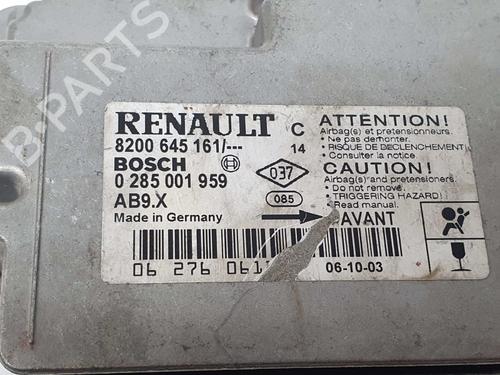 RENAULT C
8200 645 161/--- 14
BOSCH
0 285 001 959
AB9.X
Made in Germany
037
085
ATTENTION!
Airbag(s) et pretensionneurs.
• Ne pas demonter.
• RISQUE DE DECLENCHEMENT
• Consulter la notice.
CAUTION!
Airbag(s) and pretensioners.
• Do not remove.
• TRIGGERING HAZARD!
• Read manual.
AVANT
06 276 061
06-10-03
B-PARTS